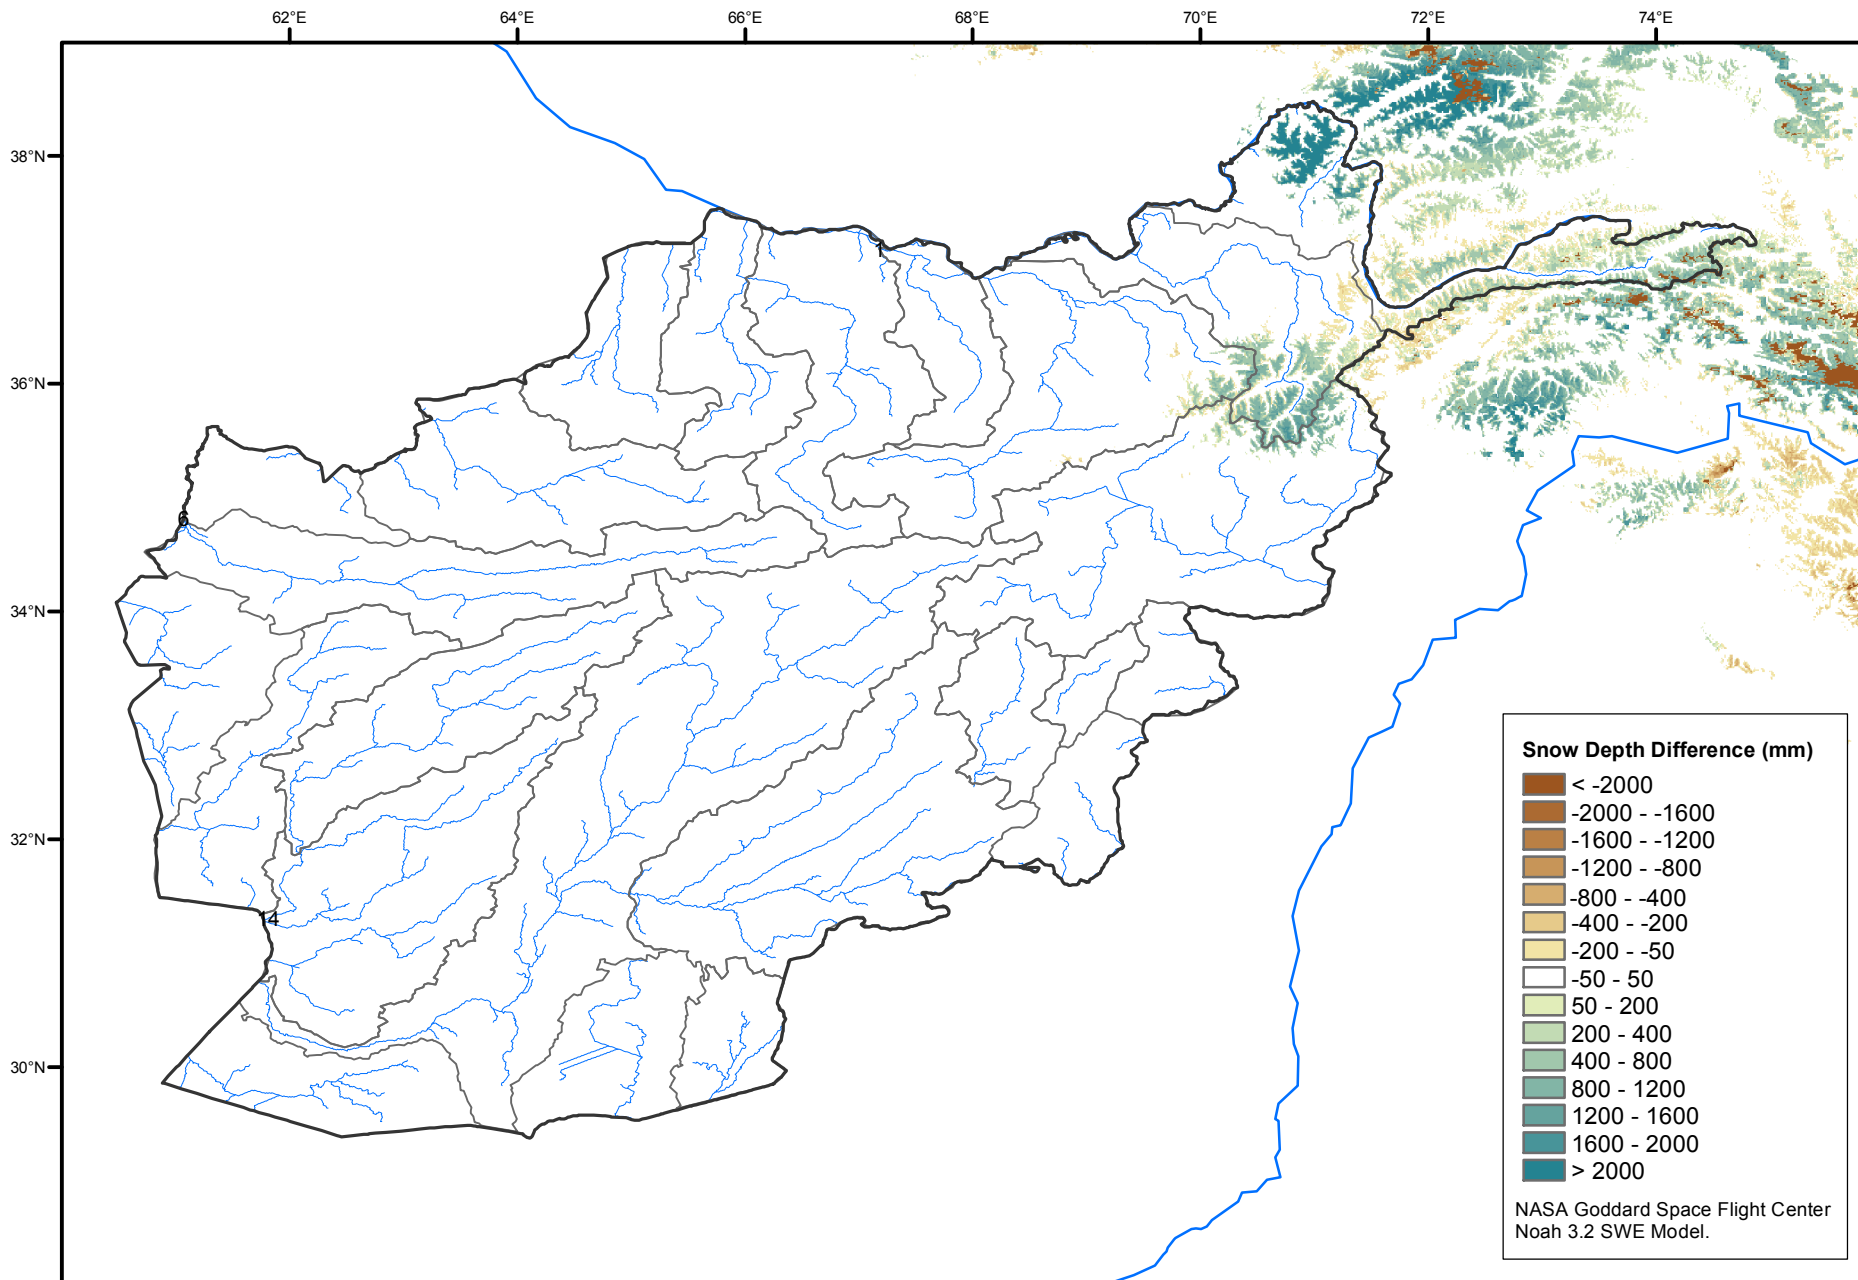 62°E 64°E 66°E 68°E 70°E 72°E 74°E
38°N
1
36°N
6
34°N
32°N
14
30°N
Snow Depth Difference (mm)
< -2000
-2000 - -1600
-1600 - -1200
-1200 - -800
-800 - -400
-400 - -200
-200 - -50
-50 - 50
50 - 200
200 - 400
400 - 800
800 - 1200
1200 - 1600
1600 - 2000
> 2000
NASA Goddard Space Flight Center
Noah 3.2 SWE Model.